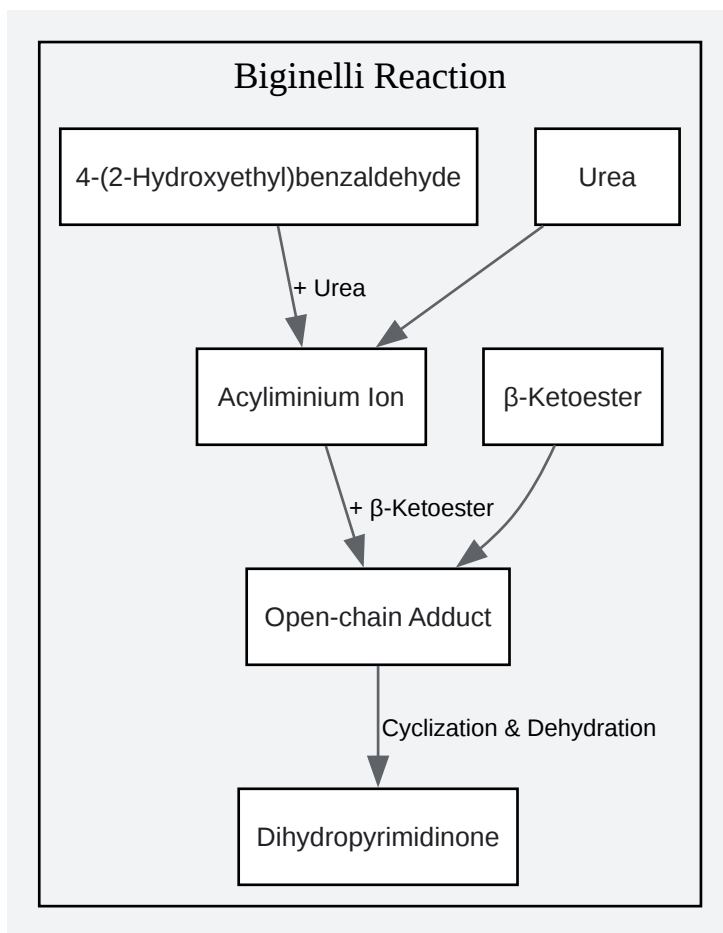 Biginelli Reaction
4-(2-Hydroxyethyl)benzaldehyde
Urea
+ Urea
Acyliminium Ion
β-Ketoester
+ β-Ketoester
Open-chain Adduct
Cyclization & Dehydration
Dihydropyrimidinone